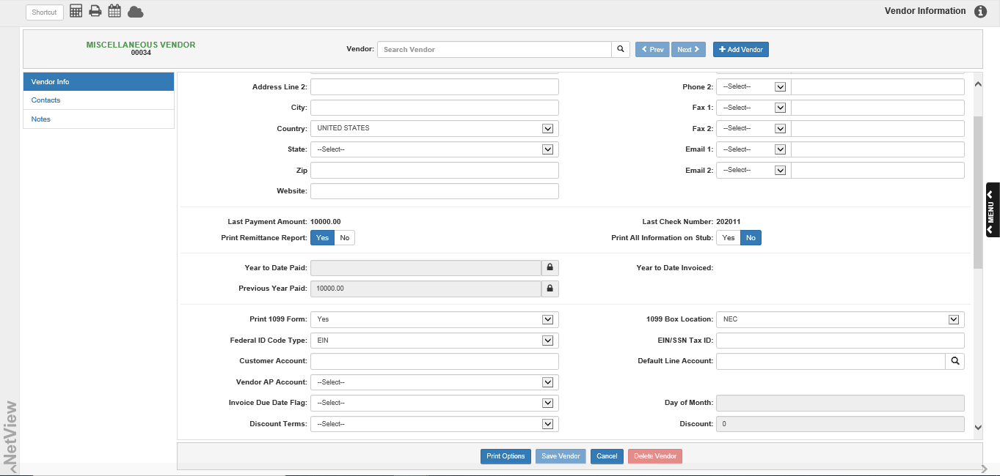 Shortcut
Vendor Information
MISCELLANEOUS VENDOR
00034
Vendor: Search Vendor Prev Next Add Vendor
Vendor Info
Contacts
Notes
Address Line 2: Phone 2: --Select--
City: Fax 1: --Select--
Country: UNITED STATES Fax 2: --Select--
State: --Select-- Email 1: --Select--
Zip Email 2: --Select--
Website:
Last Payment Amount: 10000.00 Last Check Number: 202011
Print Remittance Report: Yes No Print All Information on Stub: Yes No
Year to Date Paid: Year to Date Invoiced:
Previous Year Paid: 10000.00
Print 1099 Form: Yes 1099 Box Location: NEC
Federal ID Code Type: EIN EIN/SSN Tax ID:
Customer Account: Default Line Account:
Vendor AP Account: --Select--
Invoice Due Date Flag: --Select-- Day of Month:
Discount Terms: --Select-- Discount: 0
Print Options Save Vendor Cancel Delete Vendor
MENU
NetView